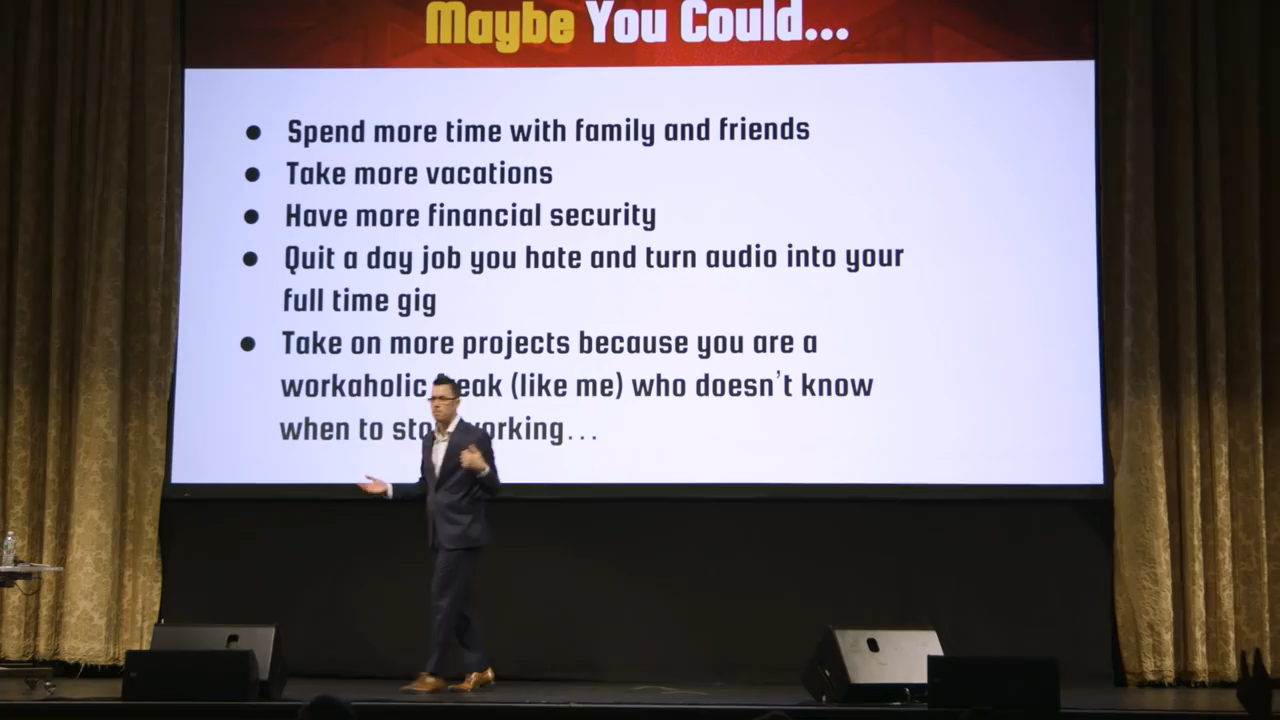 Maybe You Could...
● Spend more time with family and friends
● Take more vacations
● Have more financial security
● Quit a day job you hate and turn audio into your
full time gig
● Take on more projects because you are a
workaholic (like me) who doesn't know
when to working...